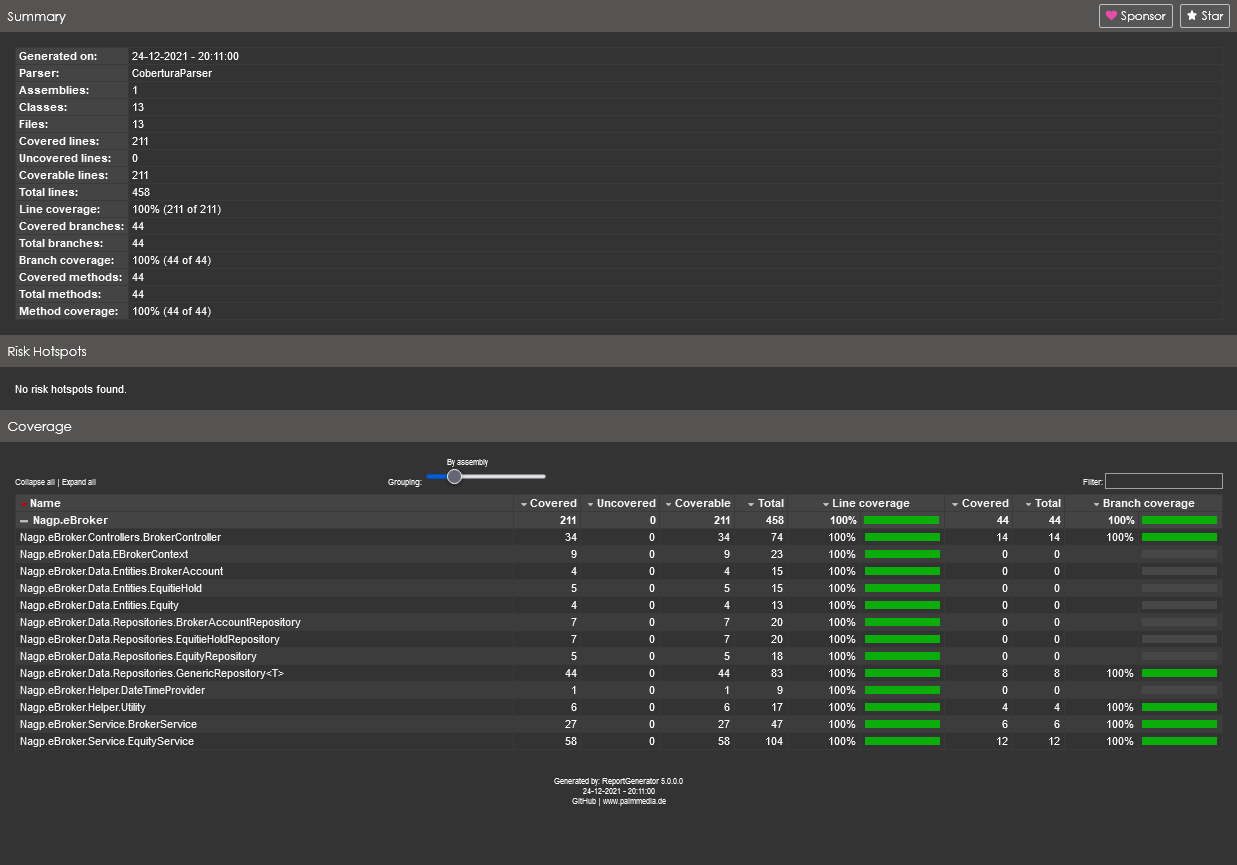 Summary Sponsor Star
Generated on: 24-12-2021 - 20:11:00
Parser: CoberturaParser
Assemblies: 1
Classes: 13
Files: 13
Covered lines: 211
Uncovered lines: 0
Coverable lines: 211
Total lines: 458
Line coverage: 100% (211 of 211)
Covered branches: 44
Total branches: 44
Branch coverage: 100% (44 of 44)
Covered methods: 44
Total methods: 44
Method coverage: 100% (44 of 44)
Risk Hotspots
No risk hotspots found.
Coverage
By assembly
Collapse all | Expand all Grouping: Filter:
Name Covered Uncovered Coverable Total Line coverage Covered Total Branch coverage
Nagp.eBroker 211 0 211 458 100% 44 44 100%
Nagp.eBroker.Controllers.BrokerController 34 0 34 74 100% 14 14 100%
Nagp.eBroker.Data.EBrokerContext 9 0 9 23 100% 0 0
Nagp.eBroker.Data.Entities.BrokerAccount 4 0 4 15 100% 0 0
Nagp.eBroker.Data.Entities.EquitieHold 5 0 5 15 100% 0 0
Nagp.eBroker.Data.Entities.Equity 4 0 4 13 100% 0 0
Nagp.eBroker.Data.Repositories.BrokerAccountRepository 7 0 7 20 100% 0 0
Nagp.eBroker.Data.Repositories.EquitieHoldRepository 7 0 7 20 100% 0 0
Nagp.eBroker.Data.Repositories.EquityRepository 5 0 5 18 100% 0 0
Nagp.eBroker.Data.Repositories.GenericRepository<T> 44 0 44 83 100% 8 8 100%
Nagp.eBroker.Helper.DateTimeProvider 1 0 1 9 100% 0 0
Nagp.eBroker.Helper.Utility 6 0 6 17 100% 4 4 100%
Nagp.eBroker.Service.BrokerService 27 0 27 47 100% 6 6 100%
Nagp.eBroker.Service.EquityService 58 0 58 104 100% 12 12 100%
Generated by: ReportGenerator 5.0.0.0
24-12-2021 - 20:11:00
GitHub | www.palmmedia.de